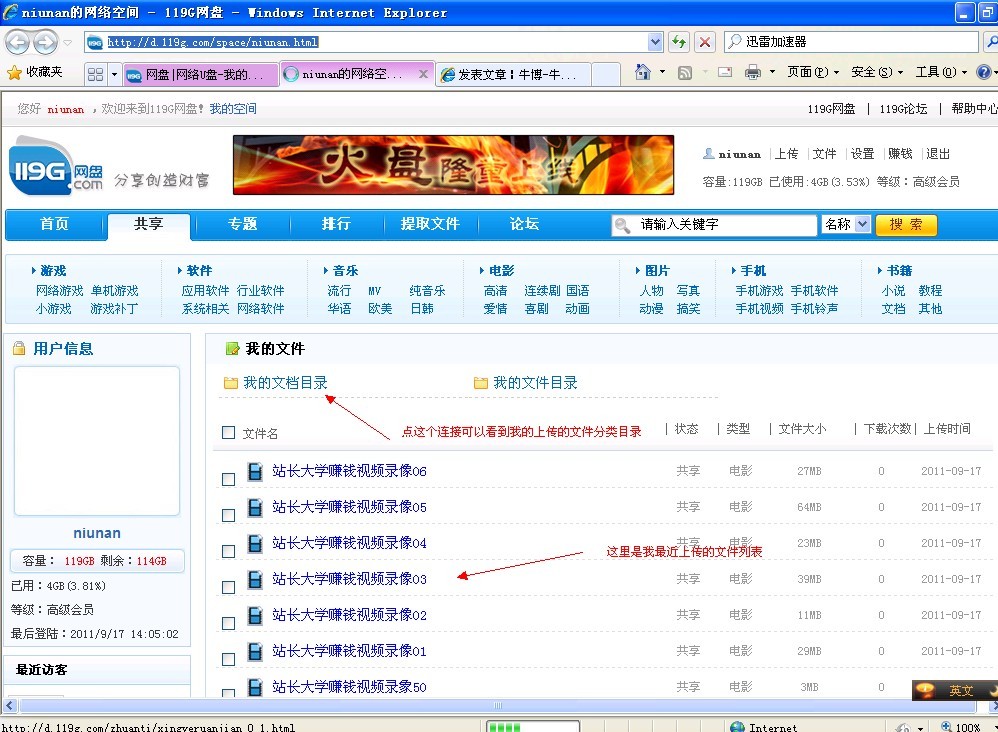 niunan的网络空间 - 119G网盘 - Windows Internet Explorer
http://d.119g.com/space/niunan.html
迅雷加速器
收藏夹
网盘|网络U盘-我的...
niunan的网络空...
发表文章 ¦ 牛博-牛...
页面(P) 安全(S) 工具(O)
您好 niunan ，欢迎来到119G网盘! 我的空间
119G网盘 | 119G论坛 | 帮助中心
119G网盘.com 分享创造财富
火盘隆重上线
niunan |上传 |文件 |设置 |赚钱 |退出
容量:119GB 已使用:4GB(3.53%) 等级：高级会员
首页 共享 专题 排行 提取文件 论坛
请输入关键字 名称 搜 索
游戏 软件 音乐 电影 图片 手机 书籍
网络游戏 单机游戏 应用软件 行业软件 流行 MV 纯音乐 高清 连续剧 国语 人物 写真 手机游戏 手机软件 小说 教程
小游戏 游戏补丁 系统相关 网络软件 华语 欧美 日韩 爱情 喜剧 动画 动漫 搞笑 手机视频 手机铃声 文档 其他
用户信息
niunan
容量： 119GB 剩余：114GB
已用：4GB(3.81%)
等级：高级会员
最后登陆：2011/9/17 14:05:02
最近访客
我的文件
我的文档目录 我的文件目录
点这个连接可以看到我的上传的文件分类目录
文件名 | 状态 | 类型 | 文件大小 | 下载次数| 上传时间
站长大学赚钱视频录像06 共享 电影 27MB 0 2011-09-17
站长大学赚钱视频录像05 共享 电影 64MB 0 2011-09-17
站长大学赚钱视频录像04 共享 电影 23MB 0 2011-09-17
这里是我最近上传的文件列表
站长大学赚钱视频录像03 共享 电影 39MB 0 2011-09-17
站长大学赚钱视频录像02 共享 电影 11MB 0 2011-09-17
站长大学赚钱视频录像01 共享 电影 29MB 0 2011-09-17
站长大学赚钱视频录像50 共享 电影 3MB 0
英文
http://d.119g.com/zhuanti/xingyeruanjian_0_1.html
Internet
100%